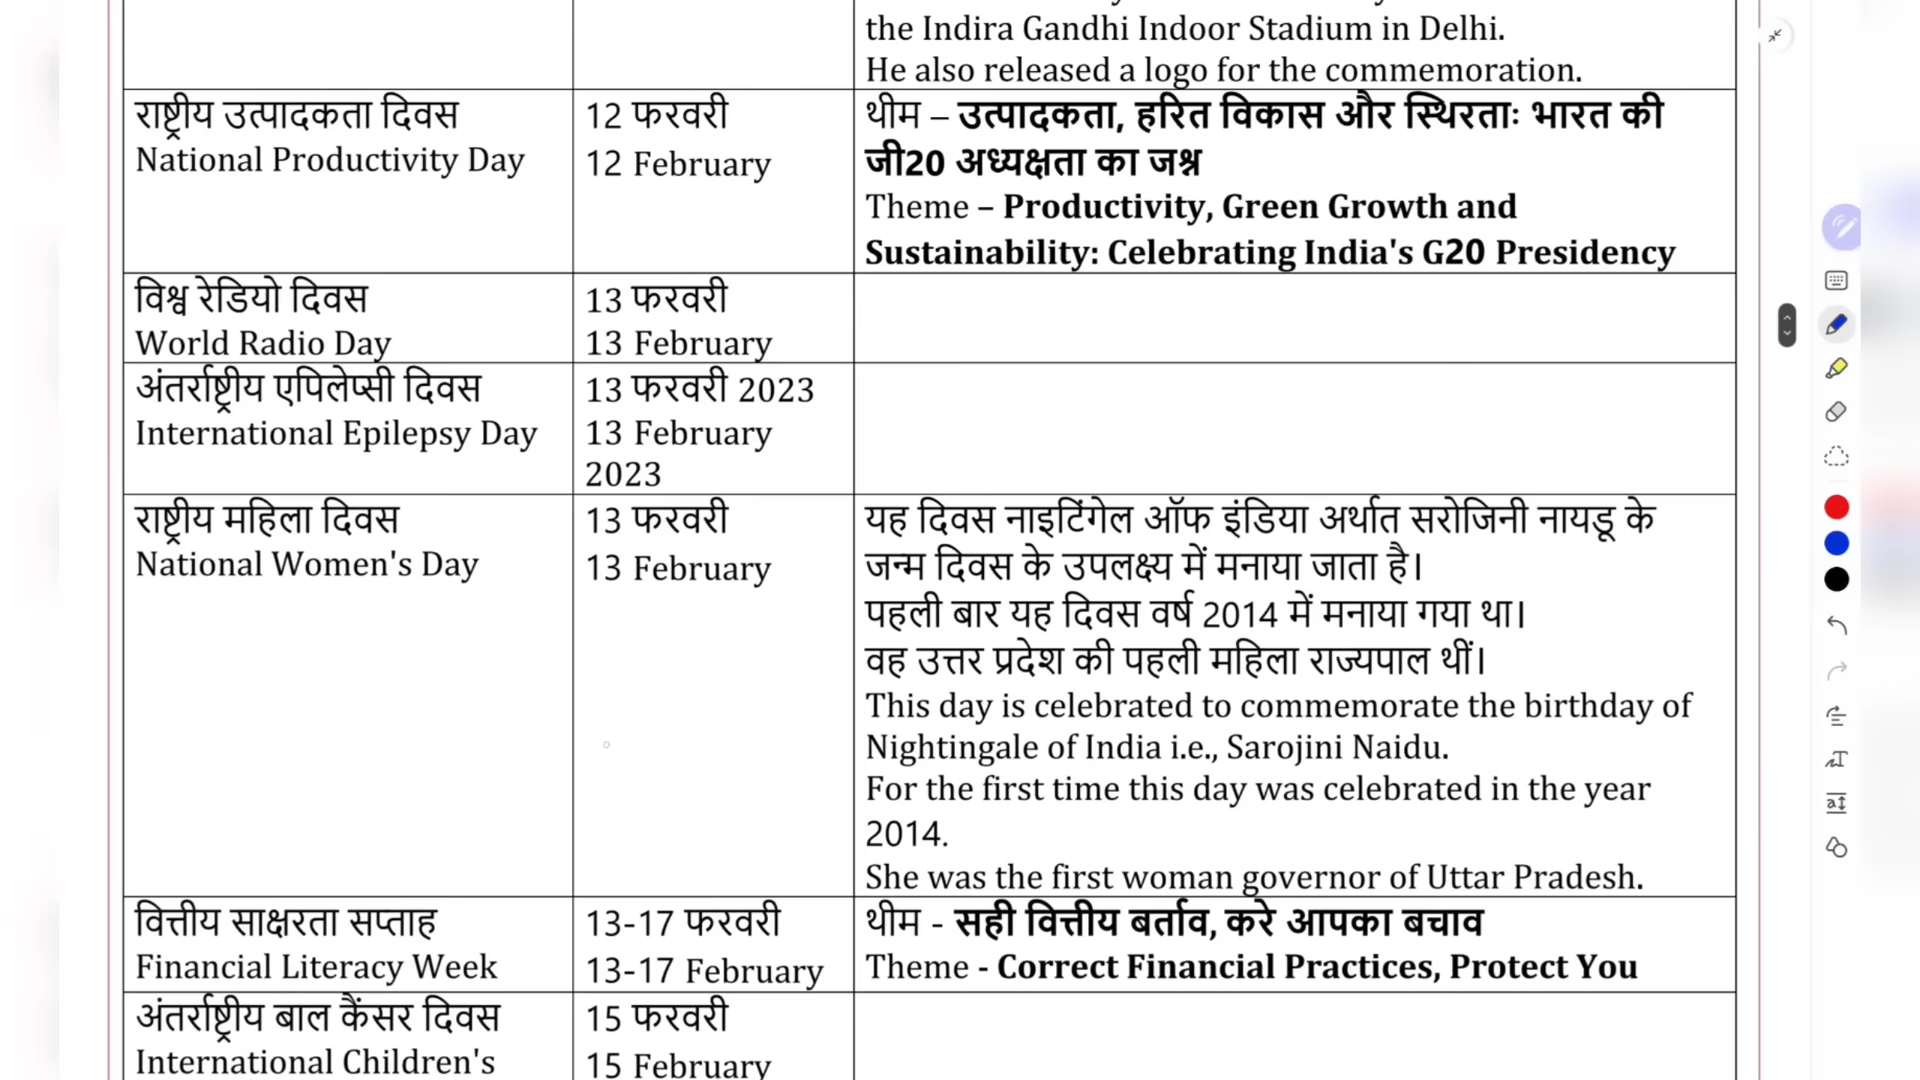 the Indira Gandhi Indoor Stadium in Delhi.
He also released a logo for the commemoration.
राष्ट्रीय उत्पादकता दिवस
National Productivity Day
12 फरवरी
12 February
थीम – उत्पादकता, हरित विकास और स्थिरताः भारत की
जी20 अध्यक्षता का जश्न
Theme – Productivity, Green Growth and
Sustainability: Celebrating India's G20 Presidency
विश्व रेडियो दिवस
World Radio Day
13 फरवरी
13 February
अंतर्राष्ट्रीय एपिलेप्सी दिवस
International Epilepsy Day
13 फरवरी 2023
13 February
2023
राष्ट्रीय महिला दिवस
National Women's Day
13 फरवरी
13 February
यह दिवस नाइटिंगेल ऑफ इंडिया अर्थात सरोजिनी नायडू के
जन्म दिवस के उपलक्ष्य में मनाया जाता है।
पहली बार यह दिवस वर्ष 2014 में मनाया गया था।
वह उत्तर प्रदेश की पहली महिला राज्यपाल थीं।
This day is celebrated to commemorate the birthday of
Nightingale of India i.e., Sarojini Naidu.
For the first time this day was celebrated in the year
2014.
She was the first woman governor of Uttar Pradesh.
वित्तीय साक्षरता सप्ताह
Financial Literacy Week
13-17 फरवरी
13-17 February
थीम - सही वित्तीय बर्ताव, करे आपका बचाव
Theme - Correct Financial Practices, Protect You
अंतर्राष्ट्रीय बाल कैंसर दिवस
International Children's
15 फरवरी
15 February